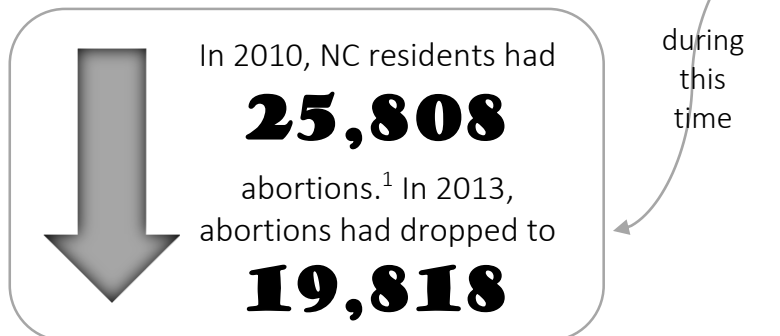 In 2010, NC residents had
25,808
abortions.1 In 2013,
abortions had dropped to
19,818
during
this
time